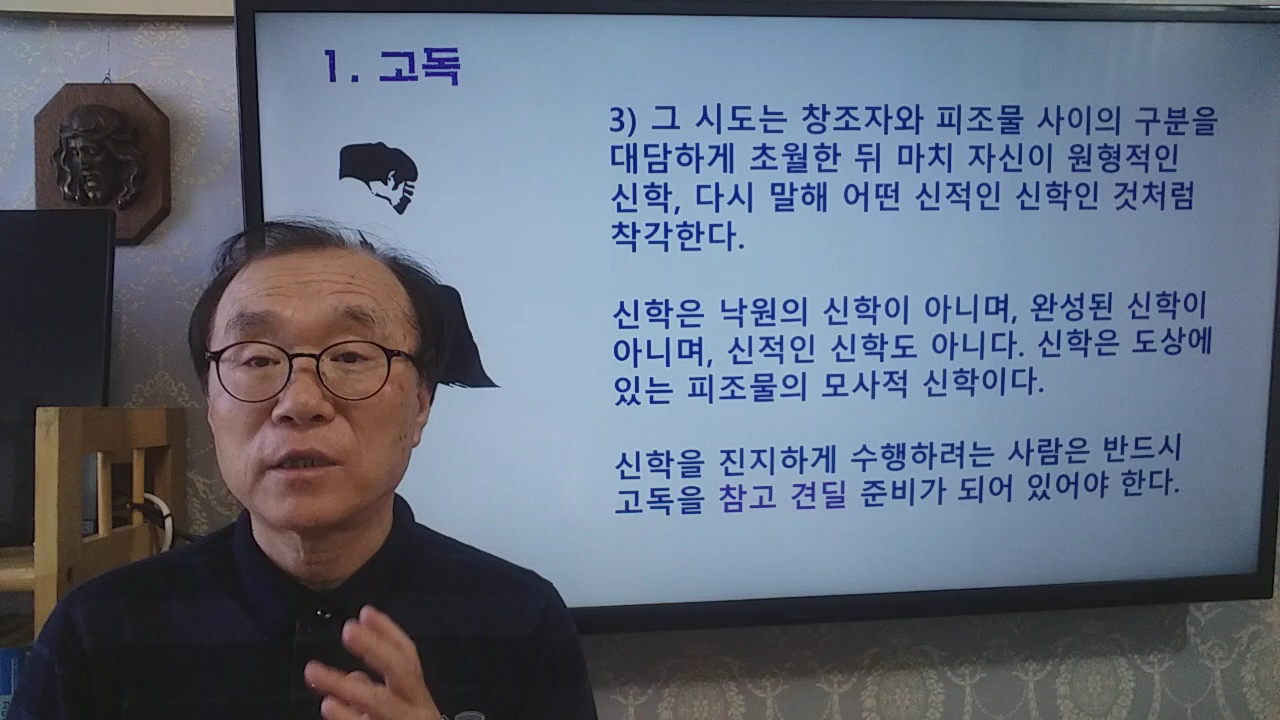 1. 고독
3) 그 시도는 창조자와 피조물 사이의 구분을
대담하게 초월한 뒤 마치 자신이 원형적인
신학, 다시 말해 어떤 신적인 신학인 것처럼
착각한다.
신학은 낙원의 신학이 아니며, 완성된 신학이
아니며, 신적인 신학도 아니다. 신학은 도상에
있는 피조물의 모사적 신학이다.
신학을 진지하게 수행하려는 사람은 반드시
고독을 참고 견딜 준비가 되어 있어야 한다.